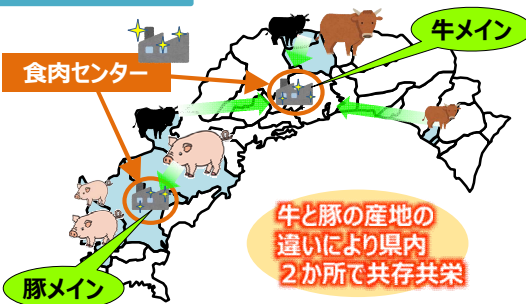 牛メイン
食肉センター
牛と豚の産地の
違いにより県内
２か所で共存共栄
豚メイン